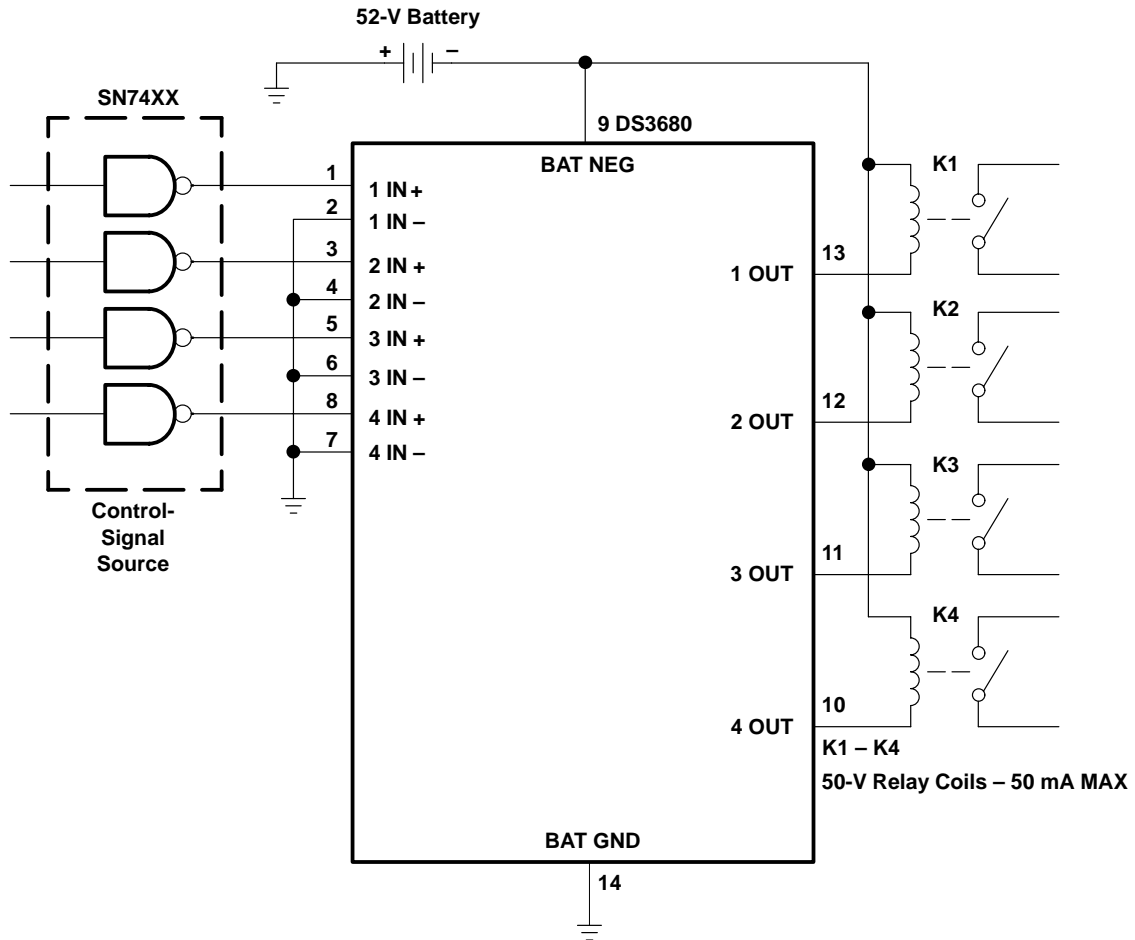 52-V Battery
+ –
SN74XX
9 DS3680
BAT NEG
K1
1
1 IN +
2
1 IN –
3
2 IN +
13
1 OUT
4
2 IN –
K2
5
3 IN +
6
3 IN –
8
4 IN +
12
2 OUT
7
4 IN –
K3
Control-
Signal
Source
11
3 OUT
K4
10
4 OUT
K1 – K4
50-V Relay Coils – 50 mA MAX
BAT GND
14